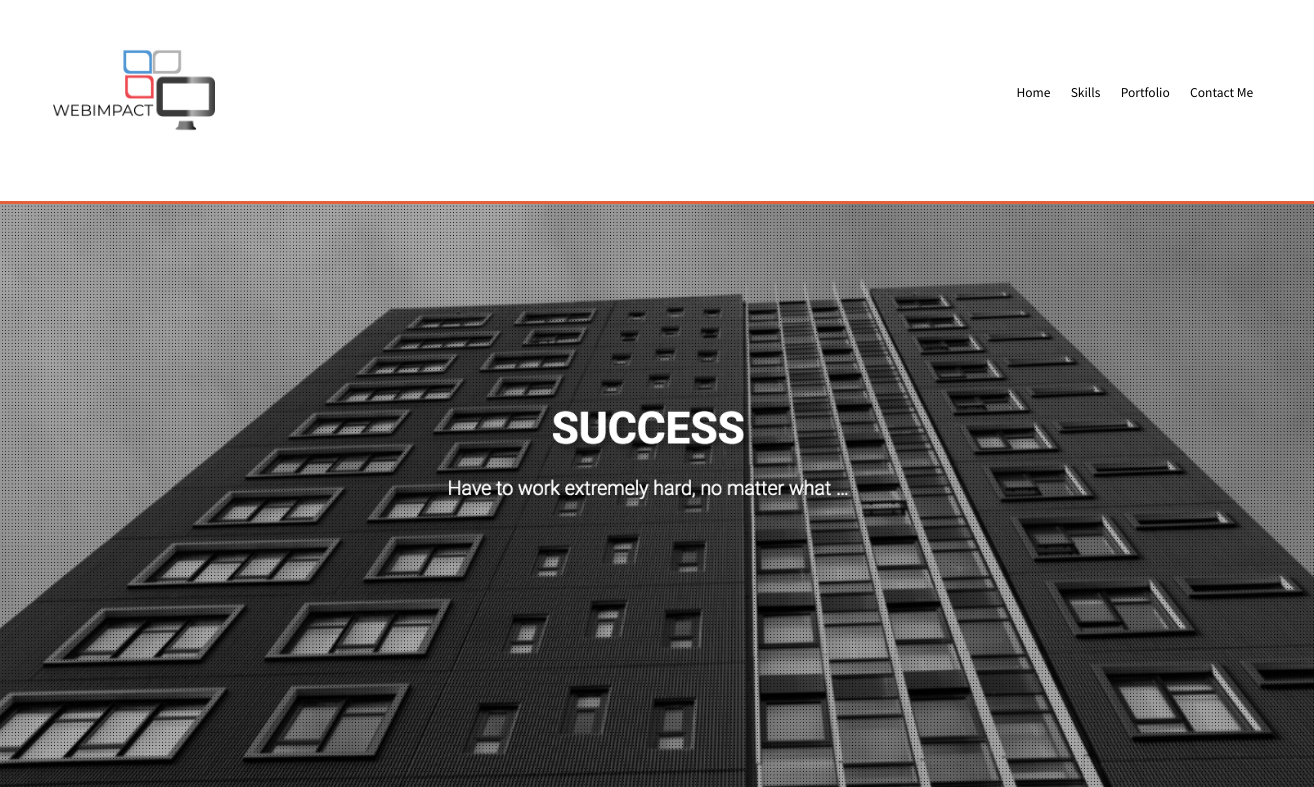 WEBIMPACT
Home Skills Portfolio Contact Me
SUCCESS
Have to work extremely hard, no matter what ...